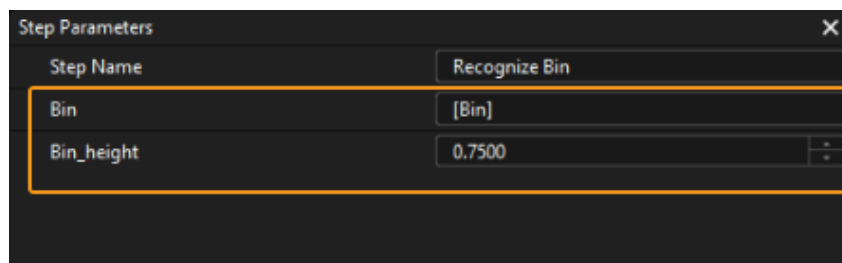 Step Parameters
Step Name Recognize Bin
Bin [Bin]
Bin_height 0.7500